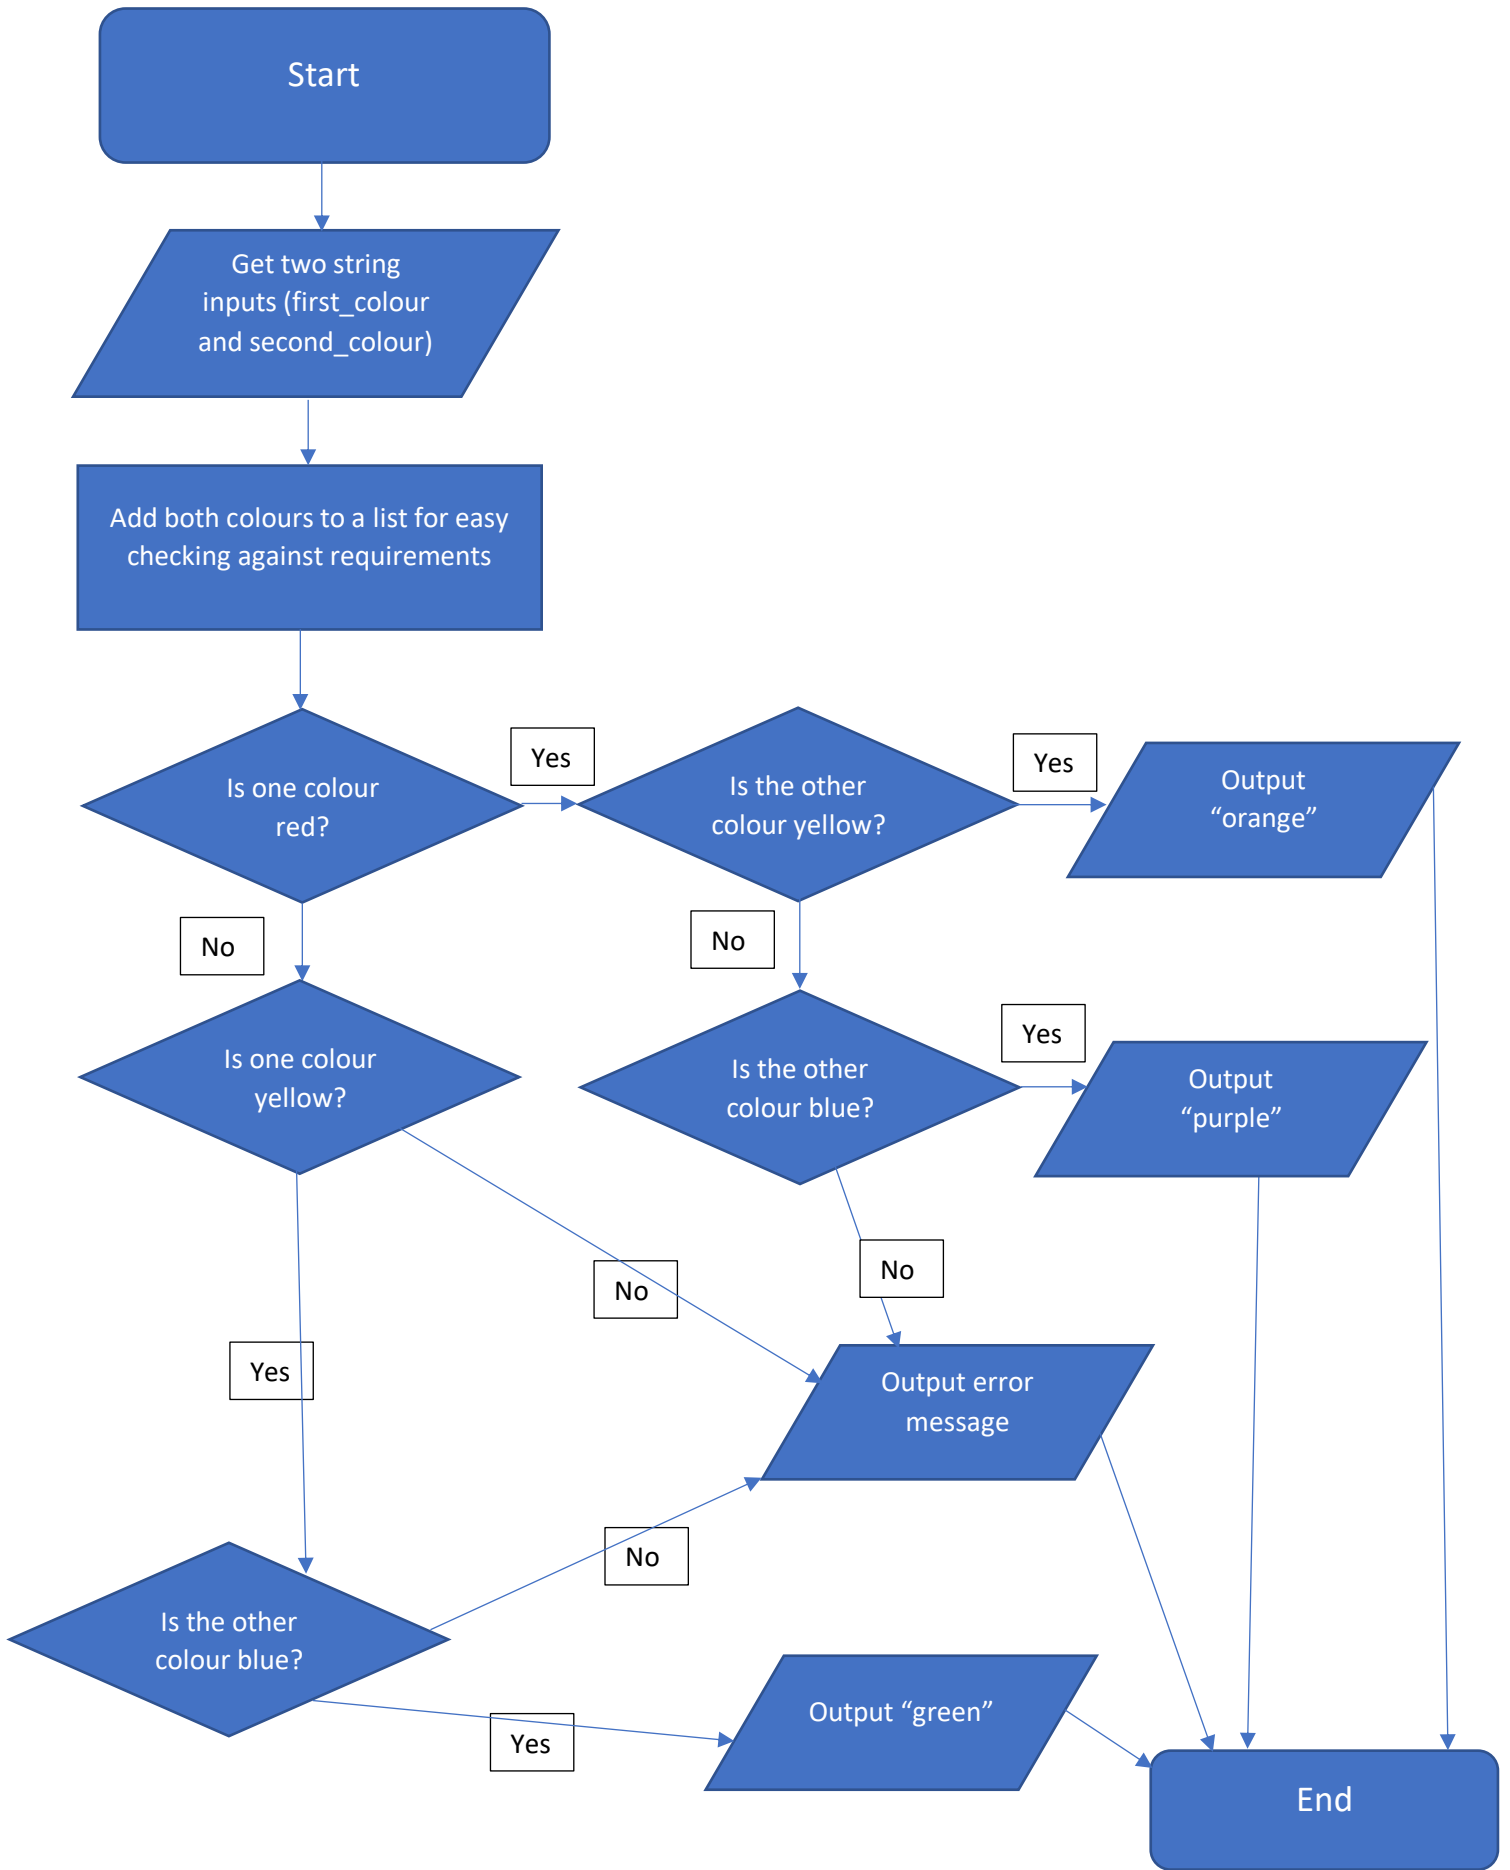 Start
Get two string
inputs (first_colour
and second_colour)
Add both colours to a list for easy
checking against requirements
Is one colour
red?
Yes
Is the other
colour yellow?
Yes
Output
“orange”
No
No
Is one colour
yellow?
Is the other
colour blue?
Yes
Output
“purple”
No
No
Yes
Output error
message
No
Is the other
colour blue?
Yes
Output “green”
End